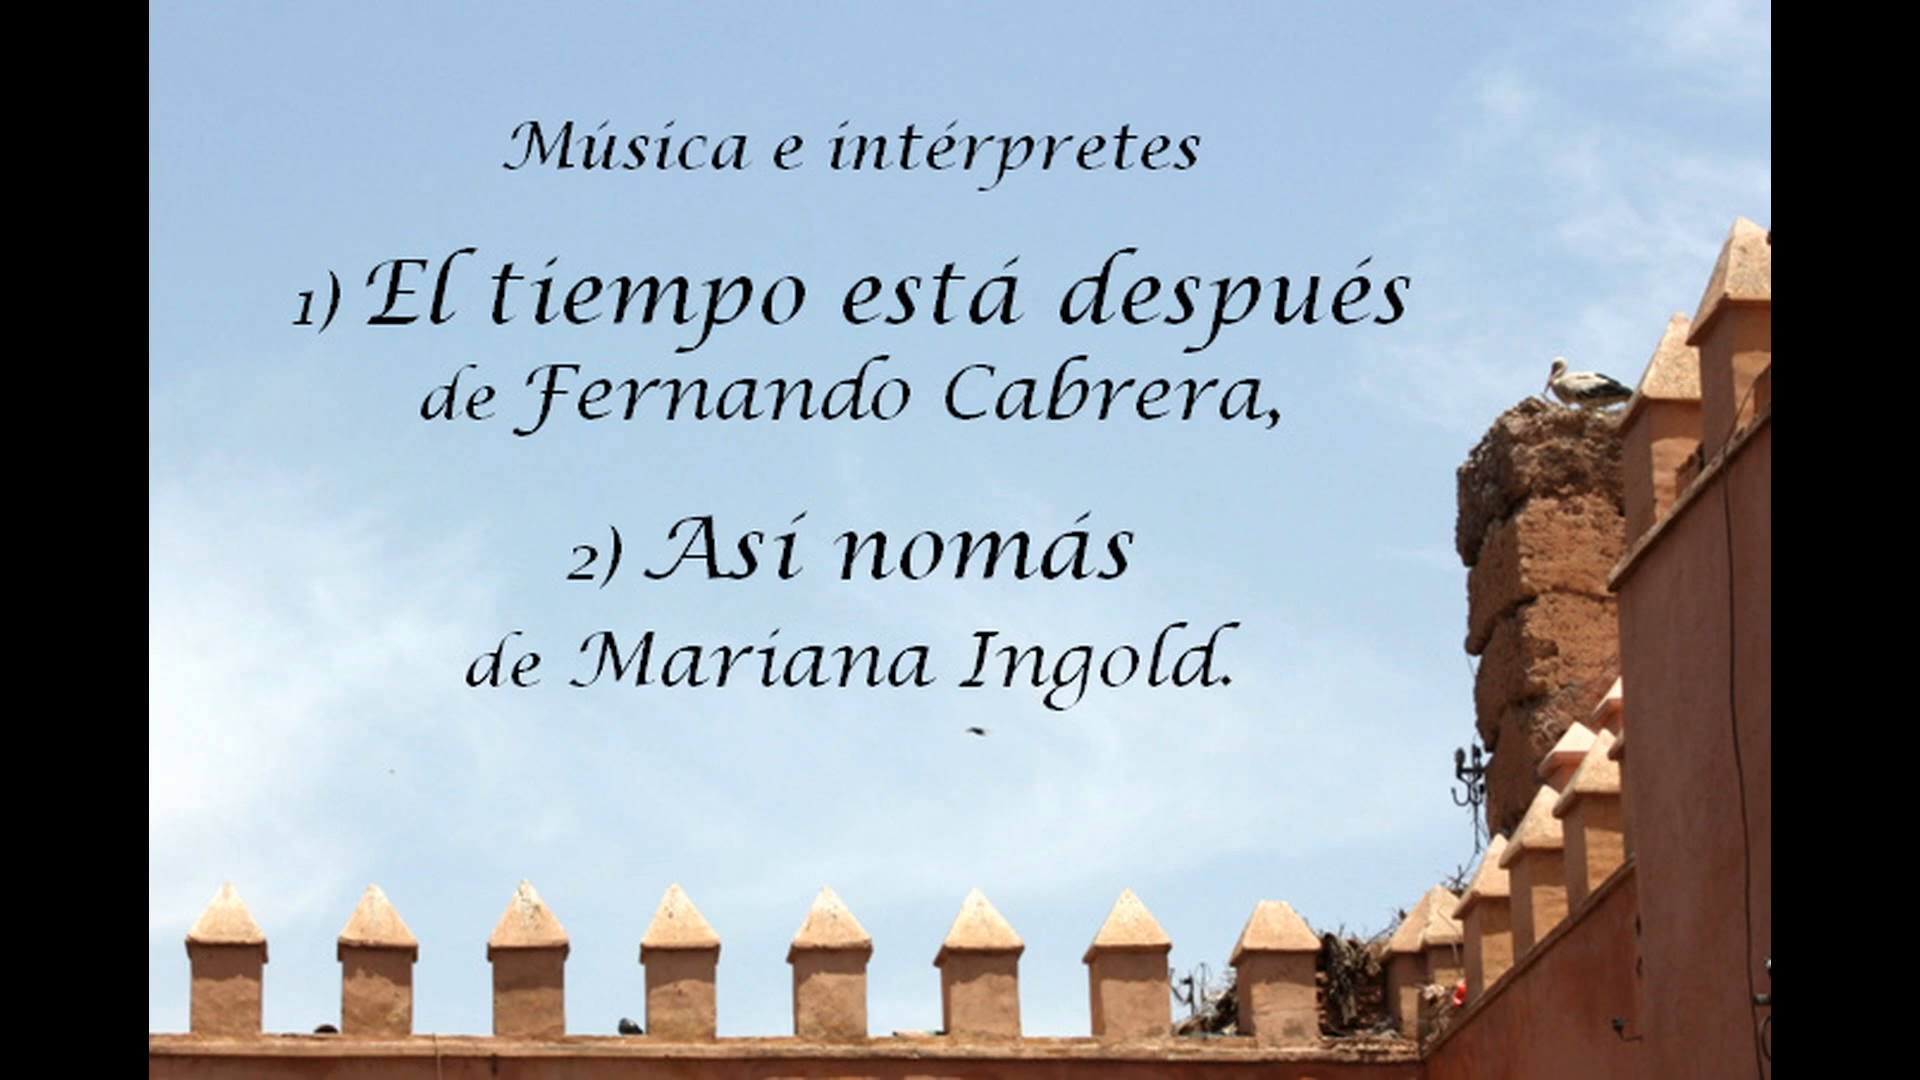 Música e intérpretes
1) El tiempo está después
de Fernando Cabrera,
2) Así nomás
de Mariana Ingold.